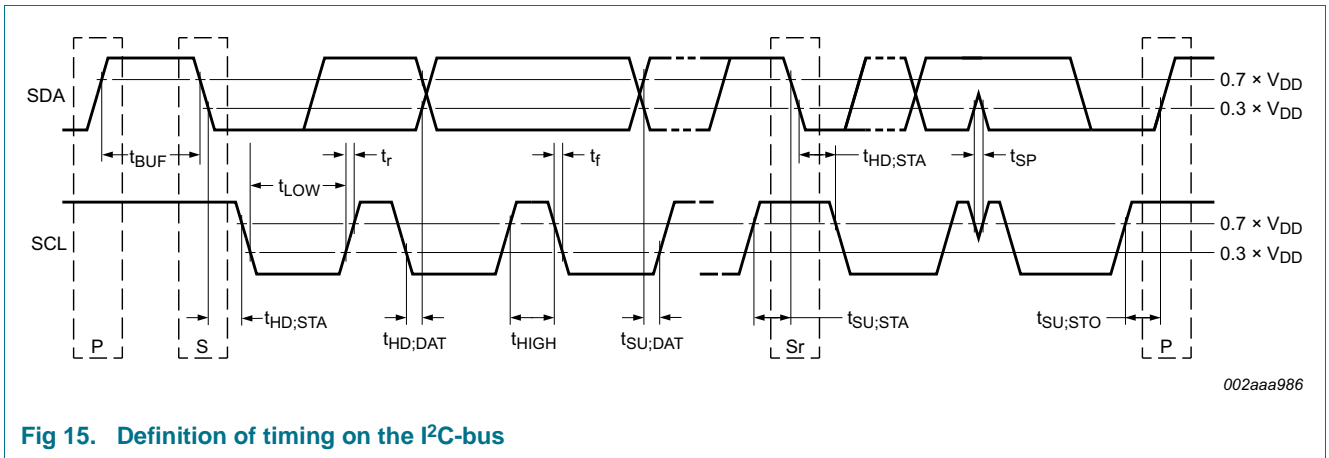 SDA
0.7 × VDD
0.3 × VDD
tBUF
tr
tf
tHD;STA
tSP
tLOW
SCL
0.7 × VDD
0.3 × VDD
tHD;STA
tHD;DAT
tHIGH
tSU;DAT
tSU;STA
tSU;STO
P
S
Sr
P
002aaa986
Fig 15. Definition of timing on the I²C-bus